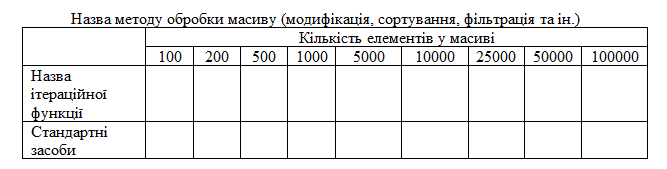 Назва методу обробки масиву (модифікація, сортування, фільтрація та ін.)
Кількість елементів у масиві
100 200 500 1000 5000 10000 25000 50000 100000
Назва
ітераційної
функції
Стандартні
засоби